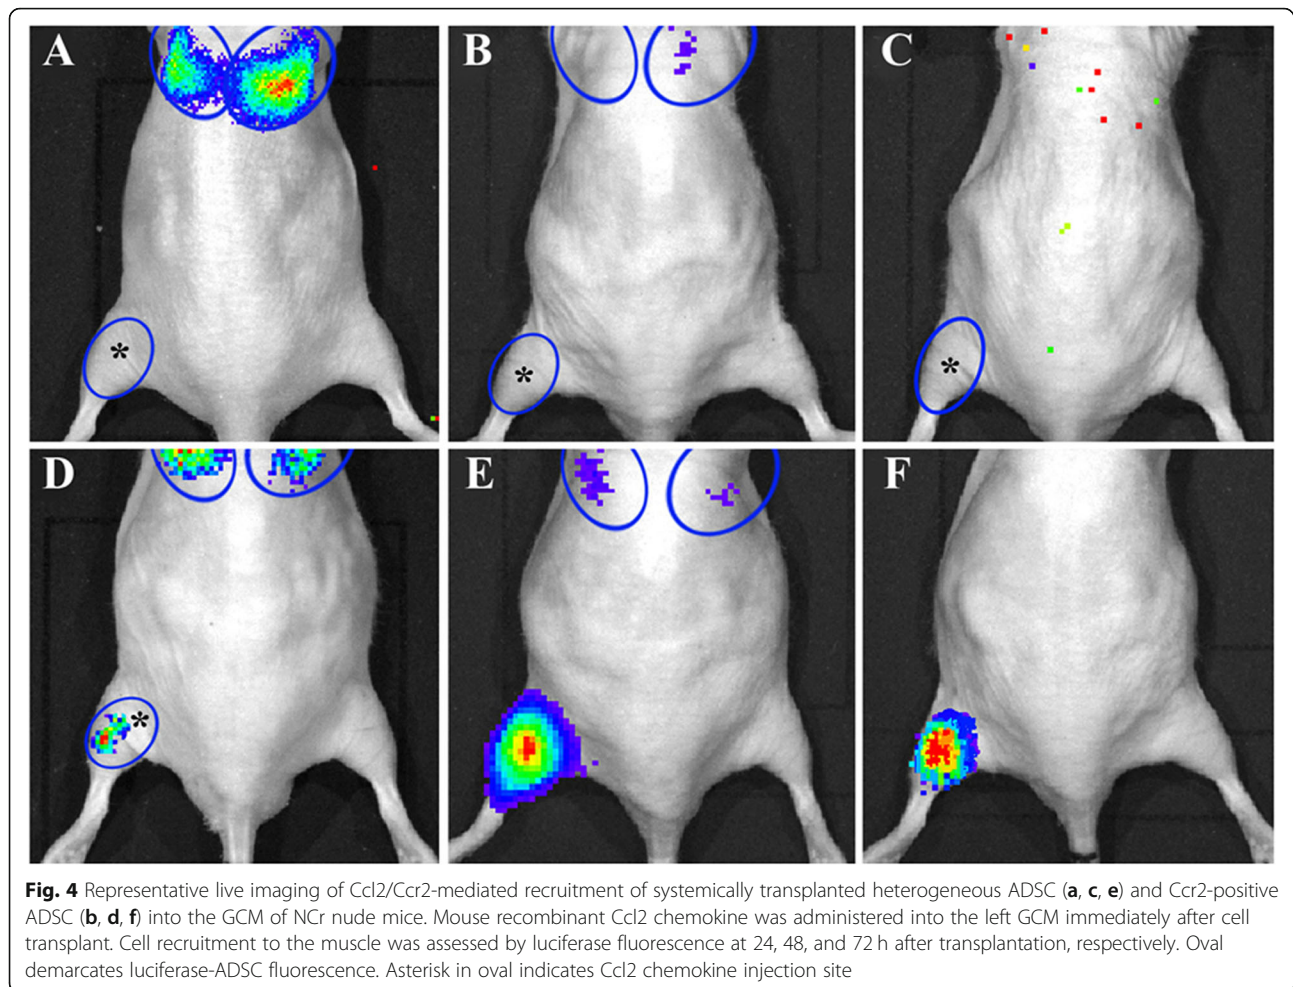 A
B
C
*
*
*
D
E
F
*
Fig. 4 Representative live imaging of Ccl2/Ccr2-mediated recruitment of systemically transplanted heterogeneous ADSC (a, c, e) and Ccr2-positive
ADSC (b, d, f) into the GCM of NCr nude mice. Mouse recombinant Ccl2 chemokine was administered into the left GCM immediately after cell
transplant. Cell recruitment to the muscle was assessed by luciferase fluorescence at 24, 48, and 72 h after transplantation, respectively. Oval
demarcates luciferase-ADSC fluorescence. Asterisk in oval indicates Ccl2 chemokine injection site